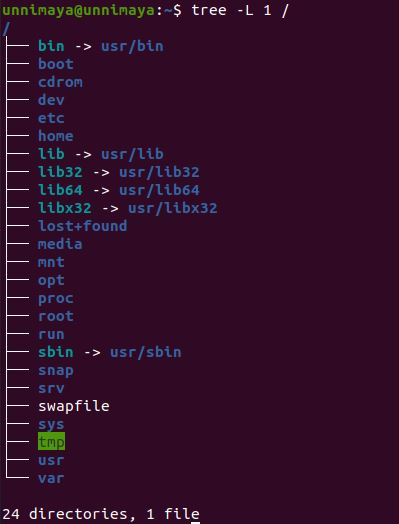 unnimaya@unnimaya:~$ tree -L 1 /
/
├── bin -> usr/bin
├── boot
├── cdrom
├── dev
├── etc
├── home
├── lib -> usr/lib
├── lib32 -> usr/lib32
├── lib64 -> usr/lib64
├── libx32 -> usr/libx32
├── lost+found
├── media
├── mnt
├── opt
├── proc
├── root
├── run
├── sbin -> usr/sbin
├── snap
├── srv
├── swapfile
├── sys
├── tmp
├── usr
└── var
24 directories, 1 file